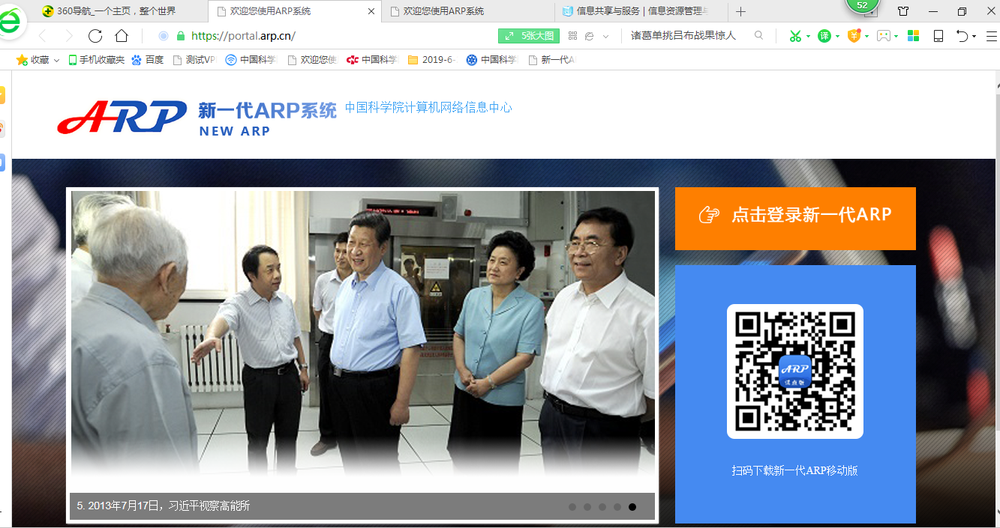 52
360导航_一个主页，整个世界
欢迎您使用ARP系统
欢迎您使用ARP系统
信息共享与服务 | 信息资源管理与
https://portal.arp.cn/
5张大图
诸葛单挑吕布战果惊人
译
收藏
手机收藏夹
百度
测试VP
中国科学
欢迎您使
中国科学
2019-6-
中国科学
新一代A
ARP
新一代ARP系统
NEW ARP
中国科学院计算机网络信息中心
点击登录新一代ARP
ARP
扫码下载新一代ARP移动版
5. 2013年7月17日，习近平视察高能所